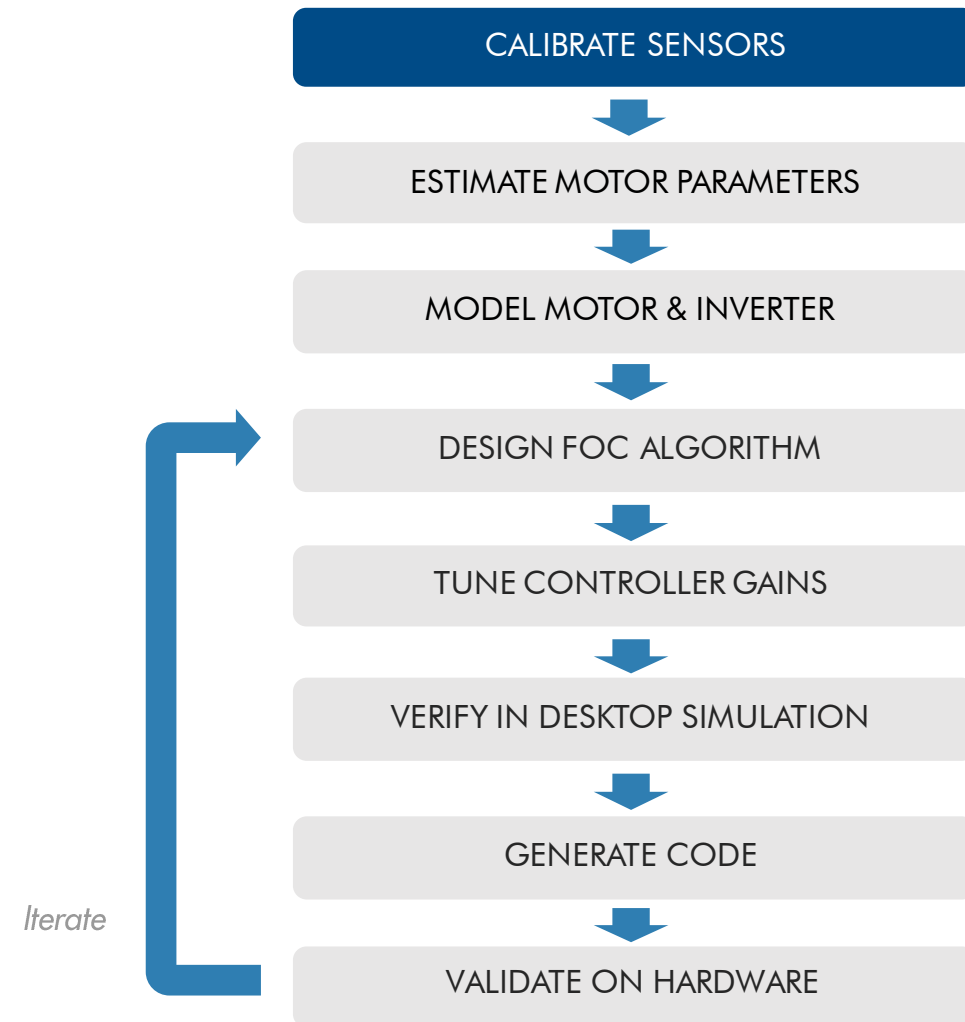 CALIBRATE SENSORS
ESTIMATE MOTOR PARAMETERS
MODEL MOTOR & INVERTER
DESIGN FOC ALGORITHM
TUNE CONTROLLER GAINS
VERIFY IN DESKTOP SIMULATION
GENERATE CODE
Iterate
VALIDATE ON HARDWARE